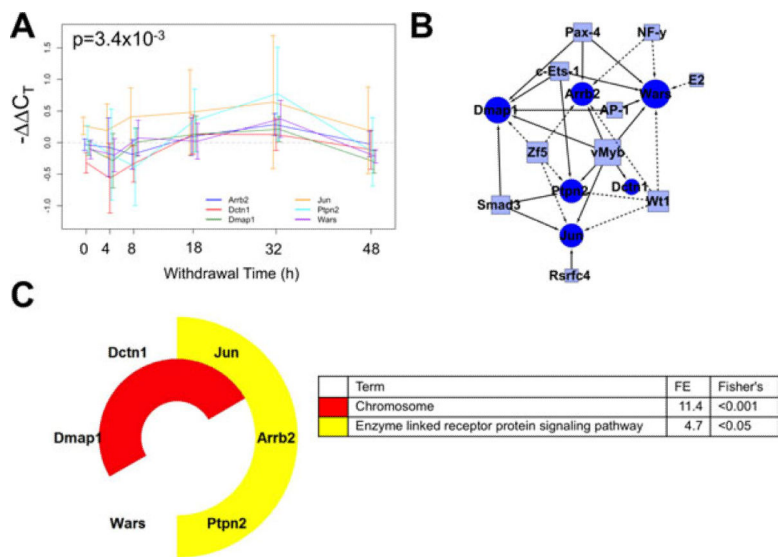 A
p=3.4x10-3
-ΔΔCT
1.5
1.0
0.5
0.0
-0.5
-1.0
Arrb2
Dctn1
Dmap1
Jun
Ptpn2
Wars
0 4 8 18 32 48
Withdrawal Time (h)
B
Pax-4
NF-y
c-Ets-1
E2
Arrb2
Wars
Dmap1
AP-1
Zf5
vMyb
Ptpn2
Dctn1
Smad3
Wt1
Jun
Rsrfc4
C
Dctn1
Jun
Dmap1
Arrb2
Wars
Ptpn2
Term FE Fisher's
Chromosome 11.4 <0.001
Enzyme linked receptor protein signaling pathway 4.7 <0.05